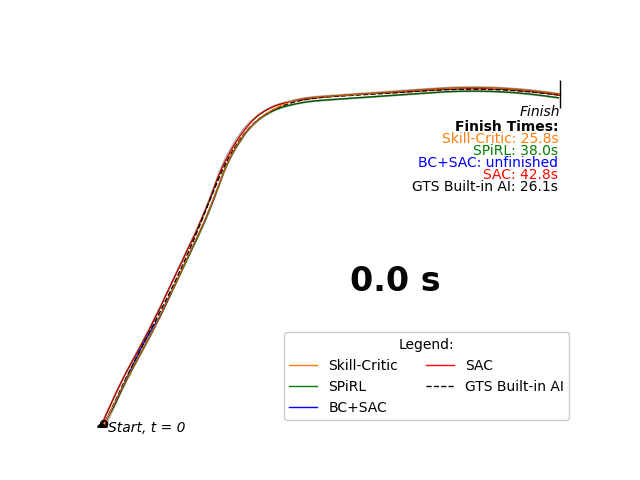 Finish
Finish Times:
Skill-Critic: 25.8s
SPiRL: 38.0s
BC+SAC: unfinished
SAC: 42.8s
GTS Built-in AI: 26.1s
0.0 s
Legend:
Skill-Critic
SPiRL
BC+SAC
SAC
GTS Built-in AI
Start, t = 0